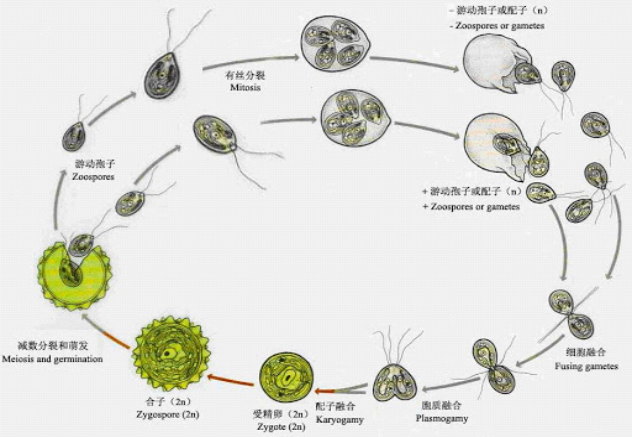 – 游动孢子或配子（n）
- Zoospores or gametes
有丝分裂
Mitosis
游动孢子
Zoospores
+ 游动孢子或配子（n）
+ Zoospores or gametes
减数分裂和萌发
Meiosis and germination
合子（2n）
Zygospore (2n)
受精卵（2n）
Zygote (2n)
配子融合
Karyogamy
胞质融合
Plasmogamy
细胞融合
Fusing gametes